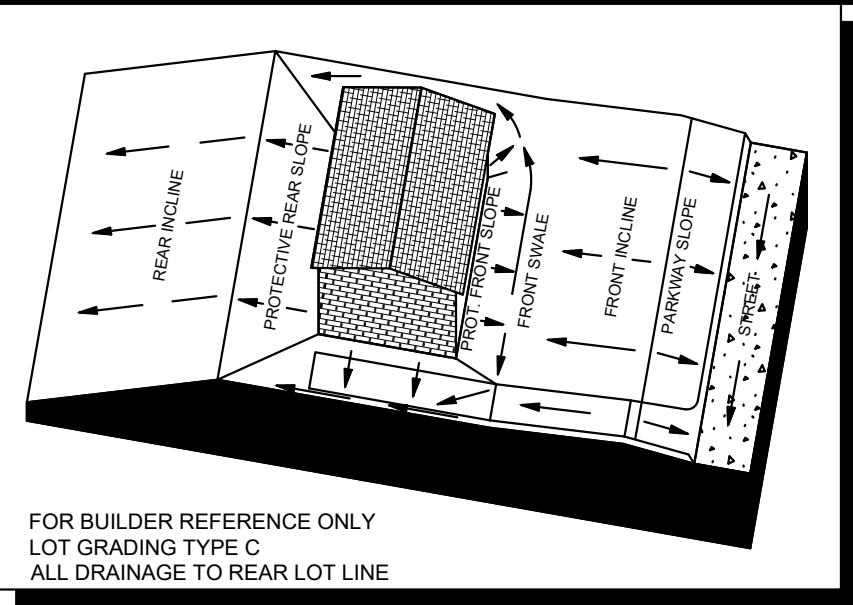 REAR INCLINE
PROTECTIVE REAR SLOPE
PROT. FRONT SLOPE
FRONT SWALE
FRONT INCLINE
PARKWAY SLOPE
STREET
FOR BUILDER REFERENCE ONLY
LOT GRADING TYPE C
ALL DRAINAGE TO REAR LOT LINE